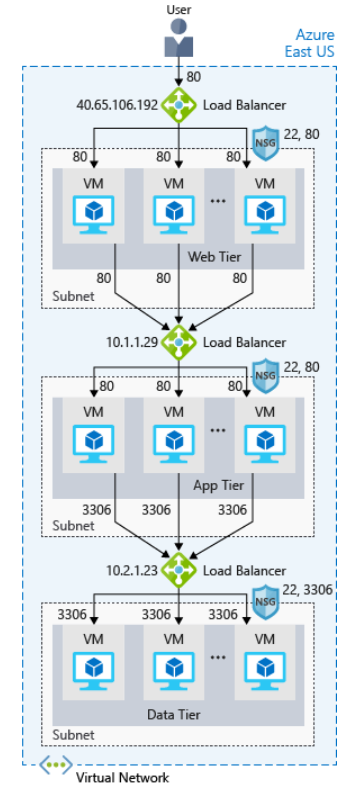 User
Azure
East US
80
40.65.106.192 Load Balancer
NSG 22, 80
80 80 80
VM VM ... VM
Web Tier
80 80 80
Subnet
10.1.1.29 Load Balancer
NSG 22, 80
80 80 80
VM VM ... VM
App Tier
3306 3306 3306
Subnet
10.2.1.23 Load Balancer
NSG 22, 3306
3306 3306 3306
VM VM ... VM
Data Tier
Subnet
Virtual Network